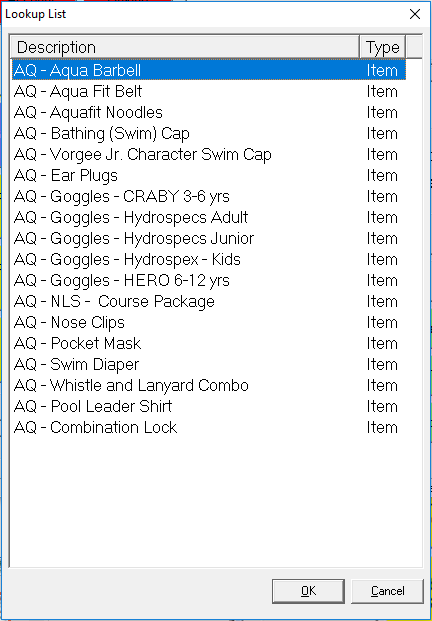 Lookup List
Description Type
AQ - Aqua Barbell Item
AQ - Aqua Fit Belt Item
AQ - Aquafit Noodles Item
AQ - Bathing (Swim) Cap Item
AQ - Vorgee Jr. Character Swim Cap Item
AQ - Ear Plugs Item
AQ - Goggles - CRABY 3-6 yrs Item
AQ - Goggles - Hydrospecs Adult Item
AQ - Goggles - Hydrospecs Junior Item
AQ - Goggles - Hydrospex - Kids Item
AQ - Goggles - HERO 6-12 yrs Item
AQ - NLS -  Course Package Item
AQ - Nose Clips Item
AQ - Pocket Mask Item
AQ - Swim Diaper Item
AQ - Whistle and Lanyard Combo Item
AQ - Pool Leader Shirt Item
AQ - Combination Lock Item
OK Cancel